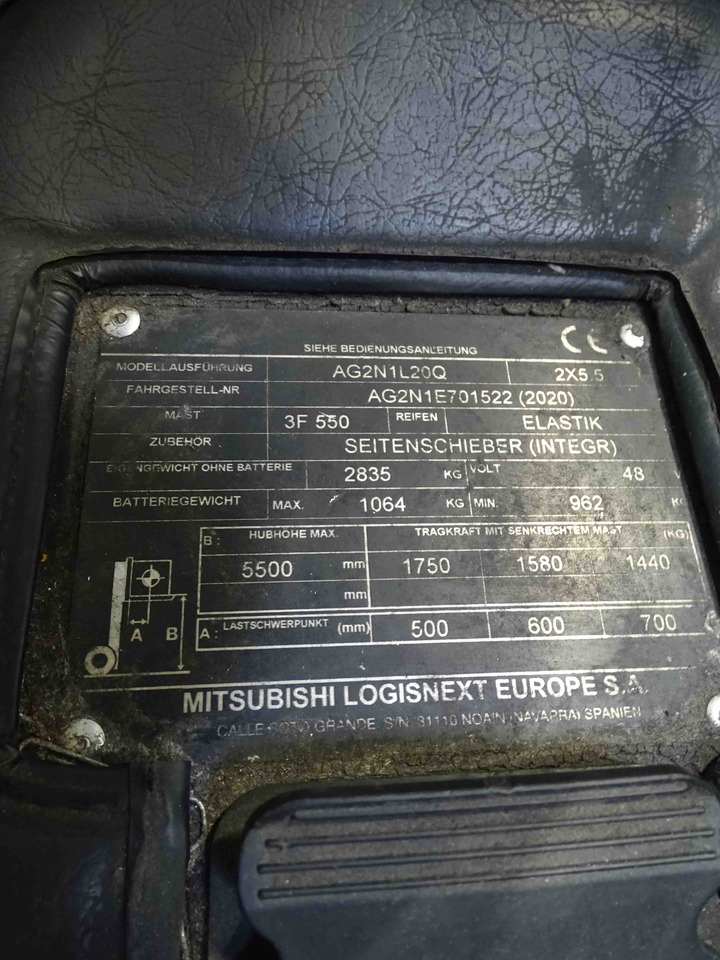 CE
SIEHE BEDIENUNGSANLEITUNG
MODELLAUSFÜHRUNG AG2N1L20Q 2X5.5
FAHRGESTELL-NR AG2N1E701522 (2020)
MAST 3F 550 REIFEN ELASTIK
ZUBEHÖR SEITENSCHIEBER (INTEGR)
EIGENGEWICHT OHNE BATTERIE 2835 KG VOLT 48 V
BATTERIEGEWICHT MAX. 1064 KG MIN. 962 KG
B: HUBHÖHE MAX. TRAGKRAFT MIT SENKRECHTEM MAST (KG)
5500 mm 1750 1580 1440
mm
A B
A: LASTSCHWERPUNKT (mm) 500 600 700
MITSUBISHI LOGISNEXT EUROPE S.A.
CALLE SOTO GRANDE, S/N 31110 NOAIN (NAVARRA) SPANIEN